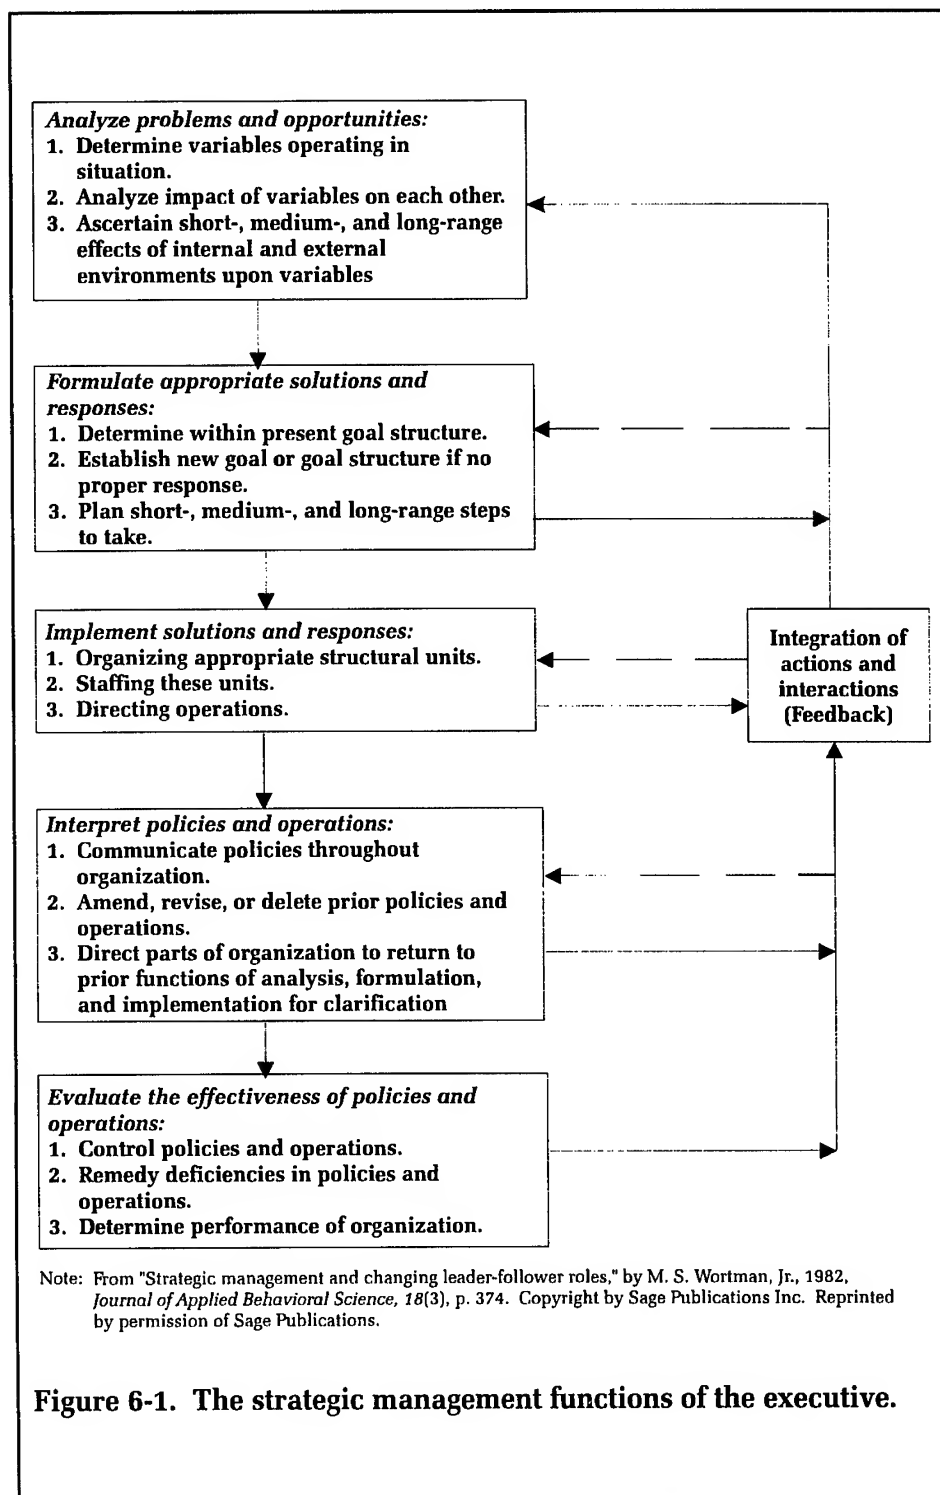 Analyze problems and opportunities:
1. Determine variables operating in
situation.
2. Analyze impact of variables on each other.
3. Ascertain short-, medium-, and long-range
effects of internal and external
environments upon variables
Formulate appropriate solutions and
responses:
1. Determine within present goal structure.
2. Establish new goal or goal structure if no
proper response.
3. Plan short-, medium-, and long-range steps
to take.
Implement solutions and responses:
1. Organizing appropriate structural units.
2. Staffing these units.
3. Directing operations.
Integration of
actions and
interactions
(Feedback)
Interpret policies and operations:
1. Communicate policies throughout
organization.
2. Amend, revise, or delete prior policies and
operations.
3. Direct parts of organization to return to
prior functions of analysis, formulation,
and implementation for clarification
Evaluate the effectiveness of policies and
operations:
1. Control policies and operations.
2. Remedy deficiencies in policies and
operations.
3. Determine performance of organization.
Note: From "Strategic management and changing leader-follower roles," by M. S. Wortman, Jr., 1982,
Journal of Applied Behavioral Science, 18(3), p. 374. Copyright by Sage Publications Inc. Reprinted
by permission of Sage Publications.
Figure 6-1. The strategic management functions of the executive.